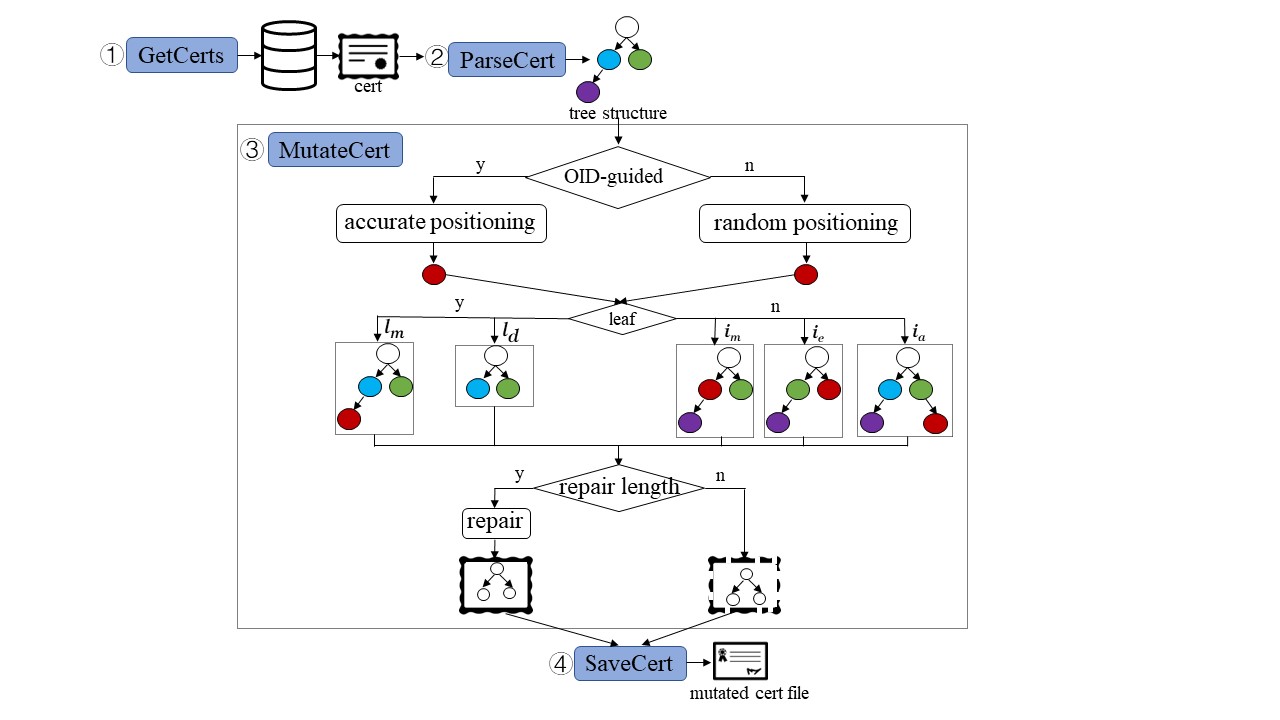 ① GetCerts
cert
② ParseCert
tree structure
③ MutateCert
OID-guided
y
n
accurate positioning
random positioning
leaf
y
n
l_m
l_d
i_m
i_e
i_a
repair length
y
n
repair
④ SaveCert
mutated cert file